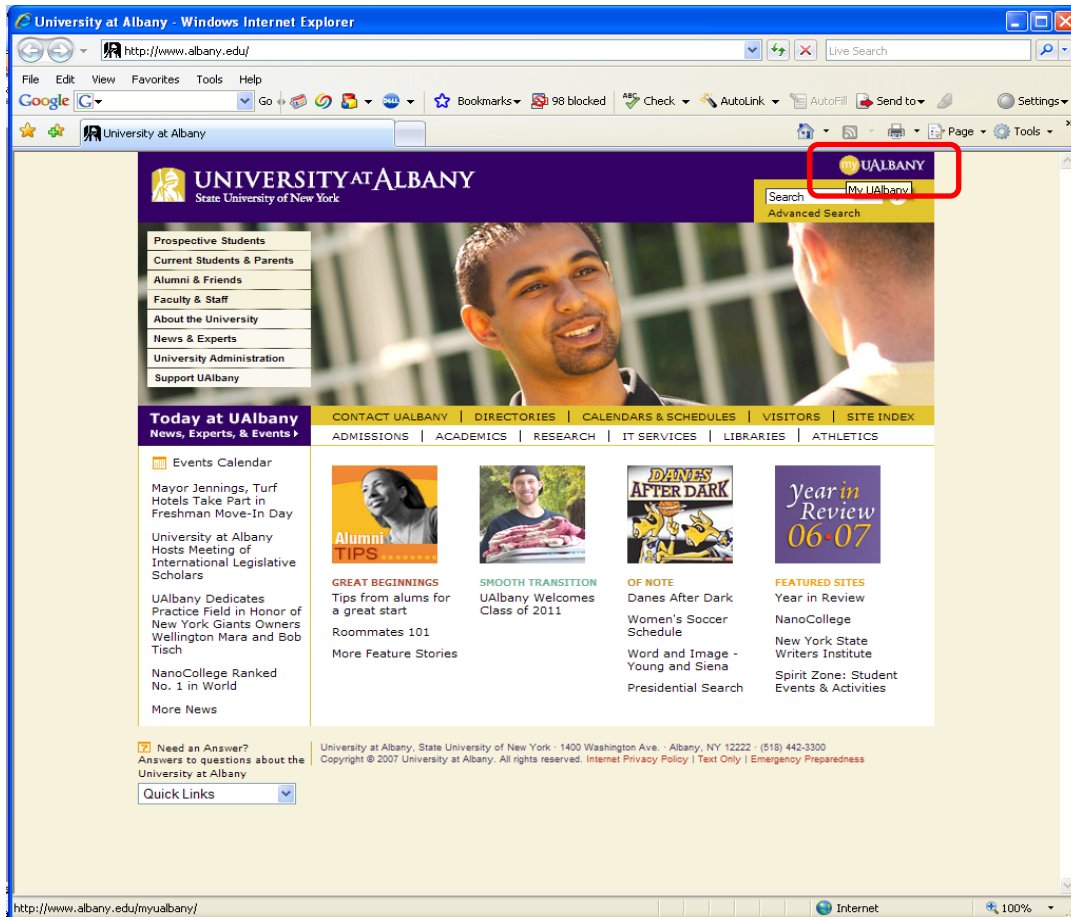 University at Albany - Windows Internet Explorer
http://www.albany.edu/
Live Search
File Edit View Favorites Tools Help
Google G Go 98 blocked Check AutoLink AutoFill Send to Settings
Bookmarks
University at Albany
Page Tools
my UALBANY
UNIVERSITY AT ALBANY
State University of New York
My UAlbany
Search
Advanced Search
Prospective Students
Current Students & Parents
Alumni & Friends
Faculty & Staff
About the University
News & Experts
University Administration
Support UAlbany
Today at UAlbany
News, Experts, & Events
CONTACT UALBANY | DIRECTORIES | CALENDARS & SCHEDULES | VISITORS | SITE INDEX
ADMISSIONS | ACADEMICS | RESEARCH | IT SERVICES | LIBRARIES | ATHLETICS
Events Calendar
Mayor Jennings, Turf
Hotels Take Part in
Freshman Move-In Day
University at Albany
Hosts Meeting of
International Legislative
Scholars
UAlbany Dedicates
Practice Field in Honor of
New York Giants Owners
Wellington Mara and Bob
Tisch
NanoCollege Ranked
No. 1 in World
More News
Alumni
TIPS
GREAT BEGINNINGS
Tips from alums for
a great start
Roommates 101
More Feature Stories
SMOOTH TRANSITION
UAlbany Welcomes
Class of 2011
DANES
AFTER DARK
OF NOTE
Danes After Dark
Women's Soccer
Schedule
Word and Image -
Young and Siena
Presidential Search
Year in
Review
06•07
FEATURED SITES
Year in Review
NanoCollege
New York State
Writers Institute
Spirit Zone: Student
Events & Activities
? Need an Answer?
Answers to questions about the
University at Albany
Quick Links
University at Albany, State University of New York · 1400 Washington Ave. · Albany, NY 12222 · (518) 442-3300
Copyright © 2007 University at Albany. All rights reserved. Internet Privacy Policy | Text Only | Emergency Preparedness
http://www.albany.edu/myualbany/
Internet
100%